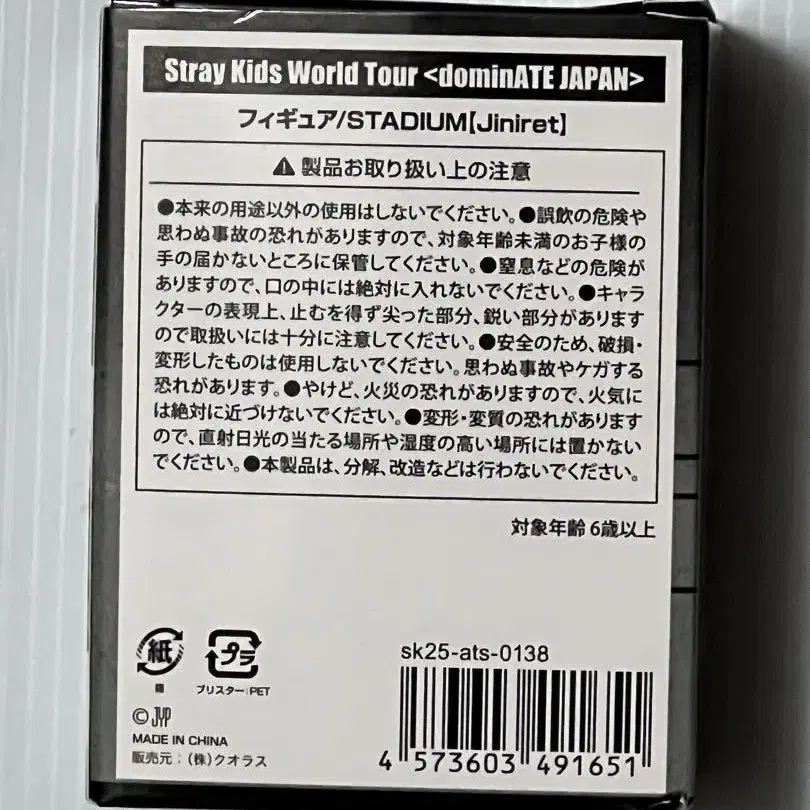 Stray Kids World Tour <dominATE JAPAN>
フィギュア/STADIUM【Jiniret】
⚠製品お取り扱い上の注意
●本来の用途以外の使用はしないでください。●誤飲の危険や
思わぬ事故の恐れがありますので、対象年齢未満のお子様の
手の届かないところに保管してください。●窒息などの危険が
ありますので、口の中には絶対に入れないでください。●キャラ
クターの表現上、止むを得ず尖った部分、鋭い部分があります
ので取扱いには十分に注意してください。●安全のため、破損・
変形したものは使用しないでください。思わぬ事故やケガする
恐れがあります。●やけど、火災の恐れがありますので、火気に
は絶対に近づけないでください。●変形・変質の恐れがあります
ので、直射日光の当たる場所や湿度の高い場所には置かない
でください。●本製品は、分解、改造などは行わないでください。
対象年齢 6歳以上
紙
プラ
箱
ブリスター:PET
sk25-ats-0138
© JYP
MADE IN CHINA
販売元:(株)クオラス
4 573603 491651